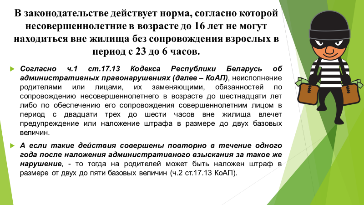 В законодательстве действует норма, согласно которой
несовершеннолетние в возрасте до 16 лет не могут
находиться вне жилища без сопровождения взрослых в
период с 23 до 6 часов.
Согласно ч.1 ст.17.13 Кодекса Республики Беларусь об
административных правонарушениях (далее – КоАП), неисполнение
родителями или лицами, их заменяющими, обязанностей по
сопровождению несовершеннолетнего в возрасте до шестнадцати лет
либо по обеспечению его сопровождения совершеннолетним лицом в
период с двадцати трех до шести часов вне жилища влечет
предупреждение или наложение штрафа в размере до двух базовых
величин.
А если такие действия совершены повторно в течение одного
года после наложения административного взыскания за такое же
нарушение, - то тогда на родителей может быть наложен штраф в
размере от двух до пяти базовых величин (ч.2 ст.17.13 КоАП).